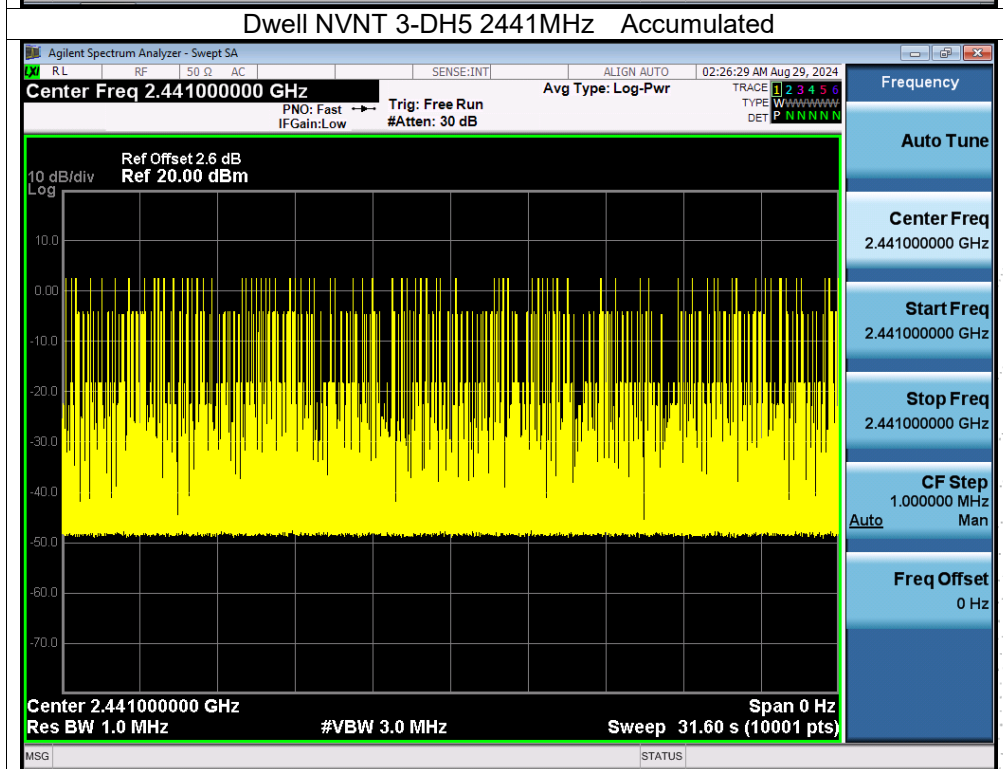 Dwell NVNT 3-DH5 2441MHz Accumulated
Agilent Spectrum Analyzer - Swept SA
LXI RL RF 50 Ω AC SENSE:INT ALIGN AUTO 02:26:29 AM Aug 29, 2024
Center Freq 2.441000000 GHz
PNO: Fast
IFGain:Low
Trig: Free Run
#Atten: 30 dB
Avg Type: Log-Pwr
TRACE 1 2 3 4 5 6
TYPE WWWWWW
DET P N N N N N
Ref Offset 2.6 dB
10 dB/div Ref 20.00 dBm
Log
10.0
0.00
-10.0
-20.0
-30.0
-40.0
-50.0
-60.0
-70.0
Center 2.441000000 GHz Span 0 Hz
Res BW 1.0 MHz #VBW 3.0 MHz Sweep 31.60 s (10001 pts)
MSG STATUS
Frequency
Auto Tune
Center Freq
2.441000000 GHz
Start Freq
2.441000000 GHz
Stop Freq
2.441000000 GHz
CF Step
1.000000 MHz
Auto Man
Freq Offset
0 Hz